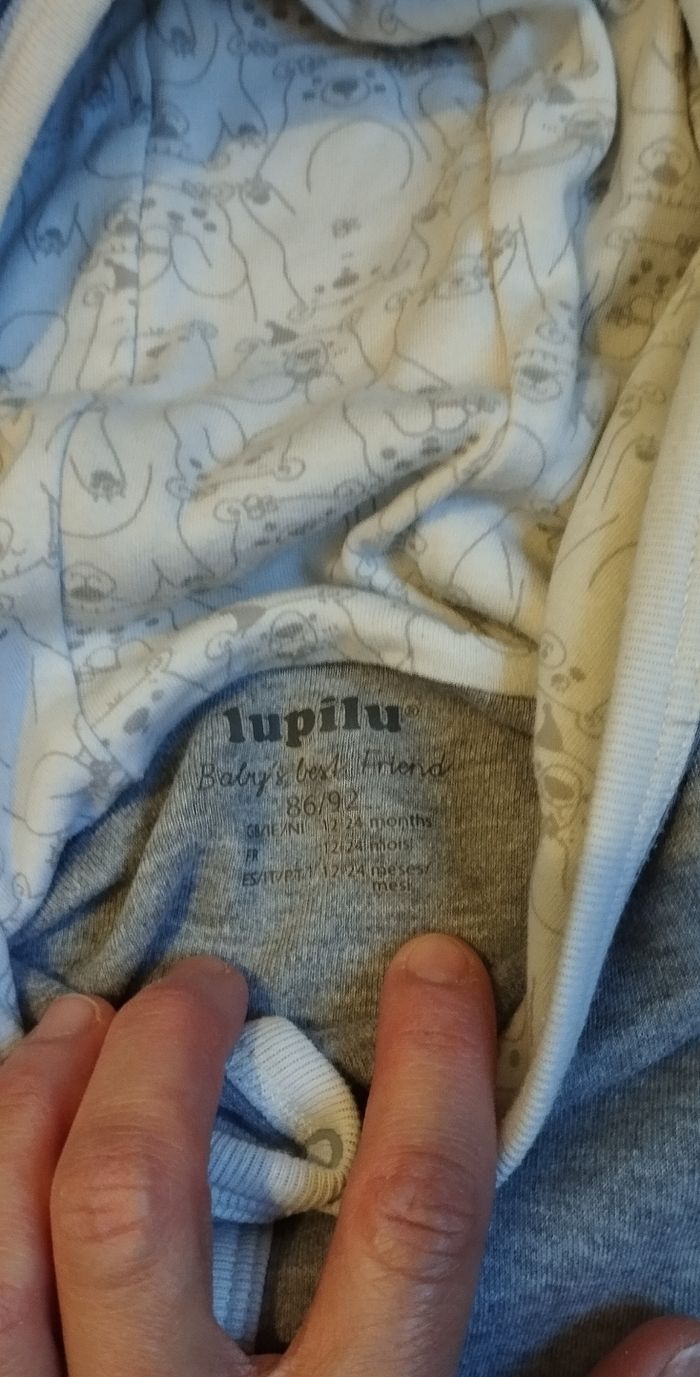 lupilu®
Baby's best Friend
86/92
GB/IE/NI 12-24 months
FR 12-24 mois
ES/IT/PT 12-24 meses/
mesi